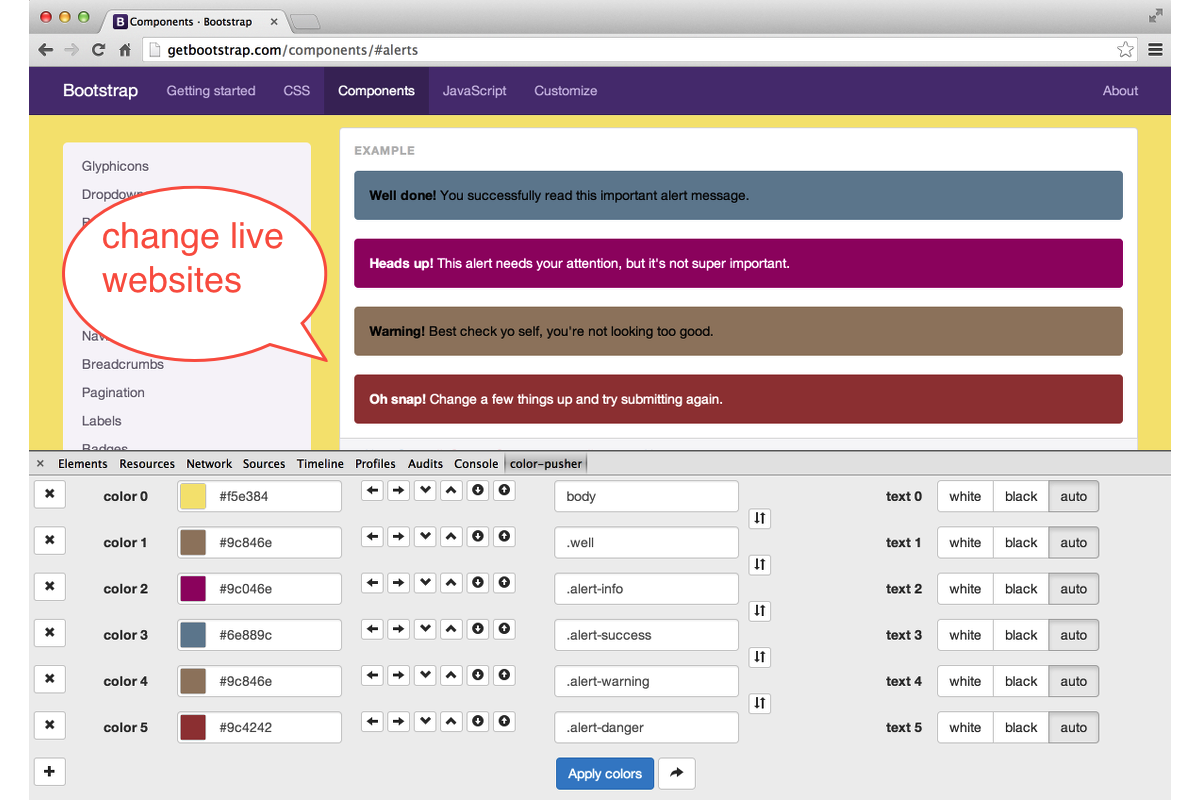 Components · Bootstrap
getbootstrap.com/components/#alerts
Bootstrap Getting started CSS Components JavaScript Customize About
Glyphicons
change live
websites
Breadcrumbs
Pagination
Labels
Badges
EXAMPLE
Well done! You successfully read this important alert message.
Heads up! This alert needs your attention, but it's not super important.
Warning! Best check yo self, you're not looking too good.
Oh snap! Change a few things up and try submitting again.
Elements Resources Network Sources Timeline Profiles Audits Console color-pusher
color 0 #f5e384 body text 0 white black auto
color 1 #9c846e .well text 1 white black auto
color 2 #9c046e .alert-info text 2 white black auto
color 3 #6e889c .alert-success text 3 white black auto
color 4 #9c846e .alert-warning text 4 white black auto
color 5 #9c4242 .alert-danger text 5 white black auto
Apply colors